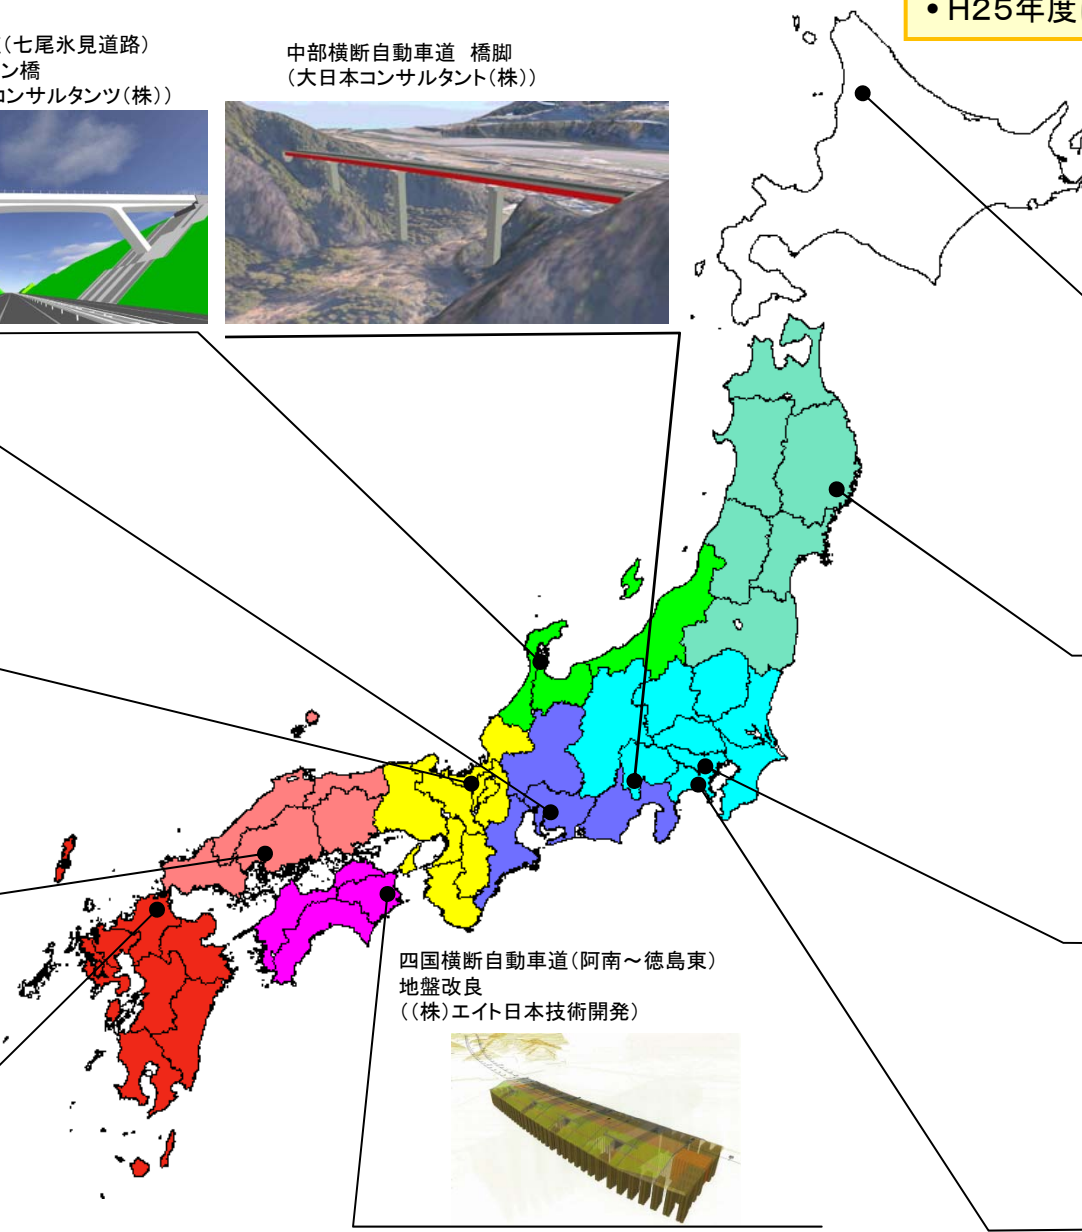 (七尾氷見道路)
ン橋
コンサルタンツ(株))
中部横断自動車道 橋脚
(大日本コンサルタント(株))
• H25年度
四国横断自動車道(阿南～徳島東)
地盤改良
((株)エイト日本技術開発)